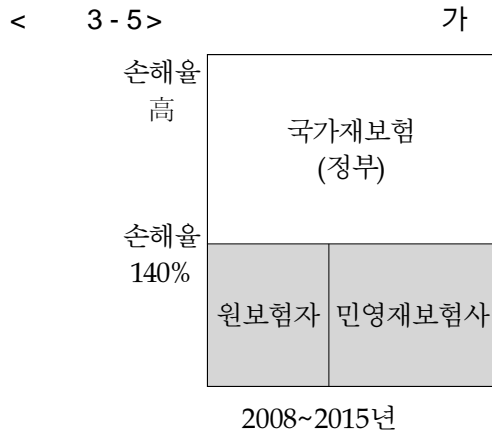 < 3 - 5 > 가
손해율
高
국가재보험
(정부)
손해율
140%
원보험자 민영재보험사
2008~2015년